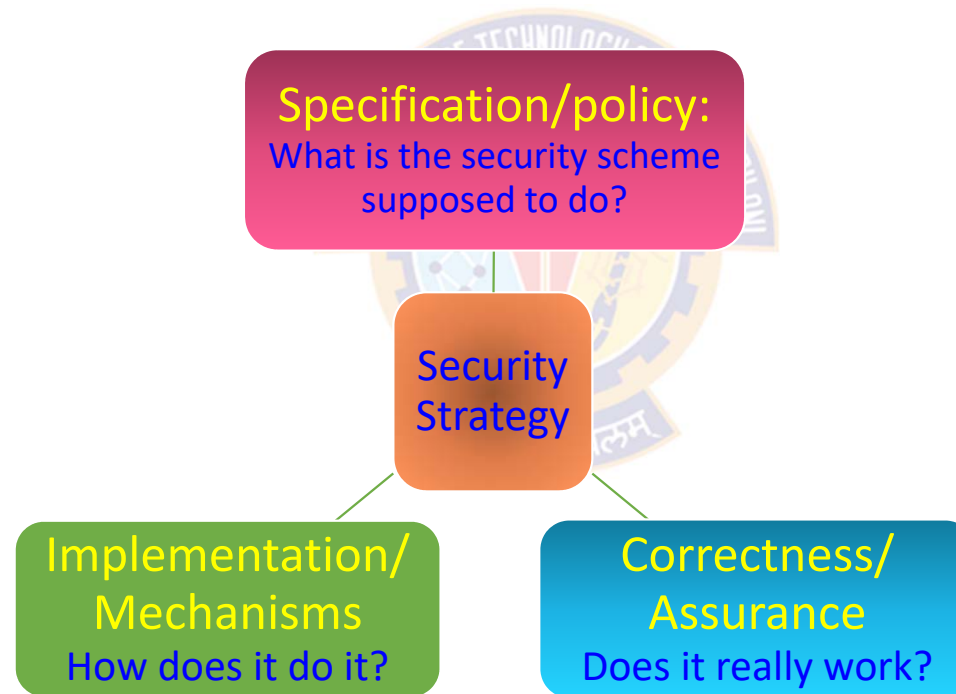 TECHNOLOGY
Specification/policy:
What is the security scheme
supposed to do?
Security
Strategy
Implementation/
Mechanisms
How does it do it?
Correctness/
Assurance
Does it really work?